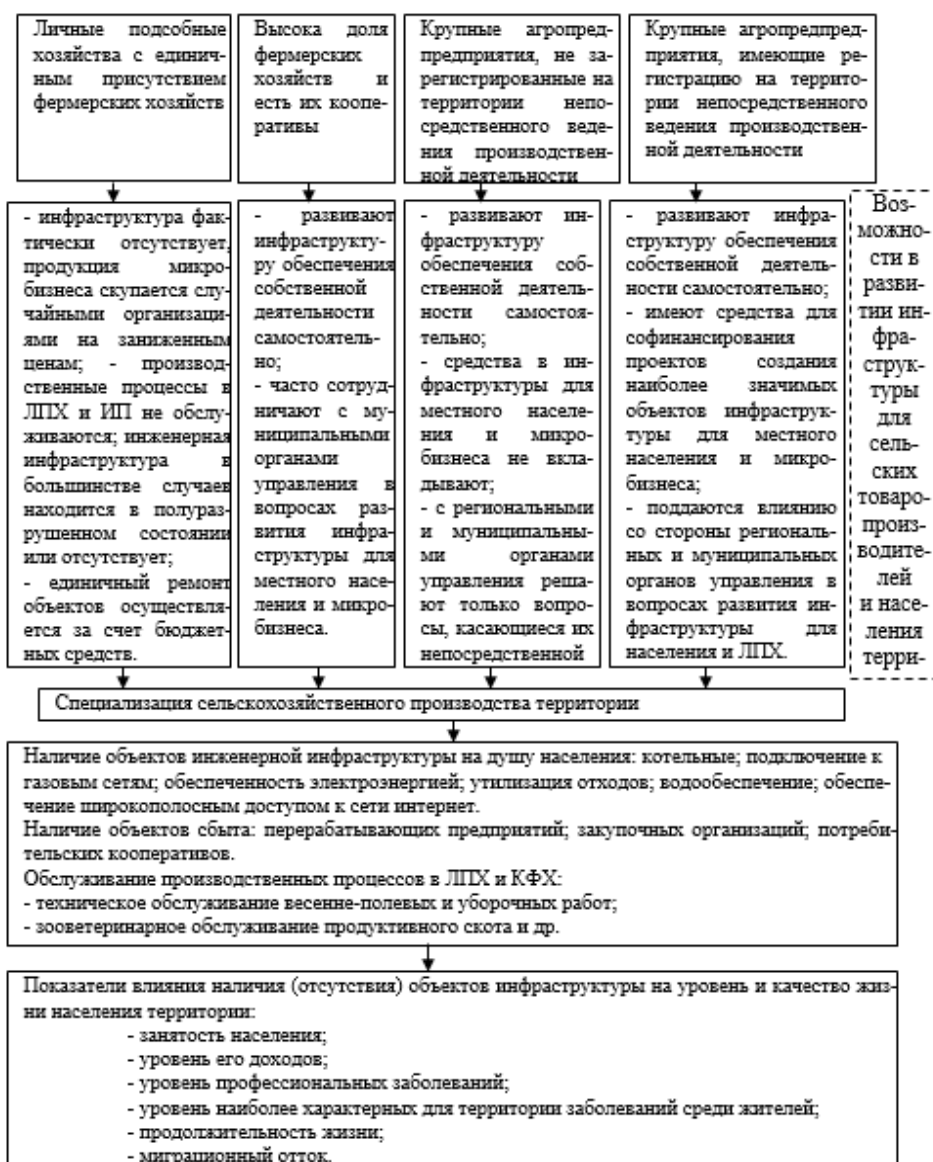 Личные подсобные
хозяйства с единич-
ным присутствием
фермерских хозяйств
Высока доля
фермерских
хозяйств и
есть их коопе-
ративы
Крупные агропред-
предприятия, не за-
регистрированные на
территории непо-
средственного веде-
ния производствен-
ной деятельности
Крупные агропредпред-
приятия, имеющие ре-
гистрацию на террито-
рии непосредственного
ведения производствен-
ной деятельности
- инфраструктура фак-
тически отсутствует,
продукция микро-
бизнеса скупается слу-
чайными организаци-
ями на заниженным
ценам; - производ-
ственные процессы в
ЛПХ и ИП не обслу-
живаются; инженерная
инфраструктура в
большинстве случаев
находится в полураз-
рушенном состоянии
или отсутствует;
- единичный ремонт
объектов осуществля-
ется за счет бюджет-
ных средств.
- развивают
инфраструкту-
ру обеспечения
собственной
деятельности
самостоятель-
но;
- часто сотруд-
ничают с му-
ниципальными
органами
управления в
вопросах раз-
вития инфра-
структуры для
местного насе-
ления и микро-
бизнеса.
- развивают ин-
фраструктуру
обеспечения соб-
ственной деятель-
ности самостоя-
тельно;
- средства в ин-
фраструктуры для
местного населе-
ния и микро-
бизнеса не вкла-
дывают;
- с региональными
и муниципальны-
ми органами
управления реша-
ют только вопро-
сы, касающиеся их
непосредственной
- развивают инфра-
структуру обеспечения
собственной деятель-
ности самостоятельно;
- имеют средства для
софинансирования
проектов создания
наиболее значимых
объектов инфраструк-
туры для местного
населения и микро-
бизнеса;
- поддаются влиянию
со стороны региональ-
ных и муниципальных
органов управления в
вопросах развития ин-
фраструктуры для
населения и ЛПХ.
Воз-
можно-
сти в
разви-
тии ин-
фра-
струк-
туры
для
сель-
ских
товаро-
произ-
водите-
лей
и насе-
ления
терри-
Специализация сельскохозяйственного производства территории
Наличие объектов инженерной инфраструктуры на душу населения: котельные; подключение к
газовым сетям; обеспеченность электроэнергией; утилизация отходов; водообеспечение; обеспе-
чение широкополосным доступом к сети интернет.
Наличие объектов сбыта: перерабатывающих предприятий; закупочных организаций; потреби-
тельских кооперативов.
Обслуживание производственных процессов в ЛПХ и КФХ:
- техническое обслуживание весенне-полевых и уборочных работ;
- зооветеринарное обслуживание продуктивного скота и др.
Показатели влияния наличия (отсутствия) объектов инфраструктуры на уровень и качество жиз-
ни населения территории:
- занятость населения;
- уровень его доходов;
- уровень профессиональных заболеваний;
- уровень наиболее характерных для территории заболеваний среди жителей;
- продолжительность жизни;
- миграционный отток.